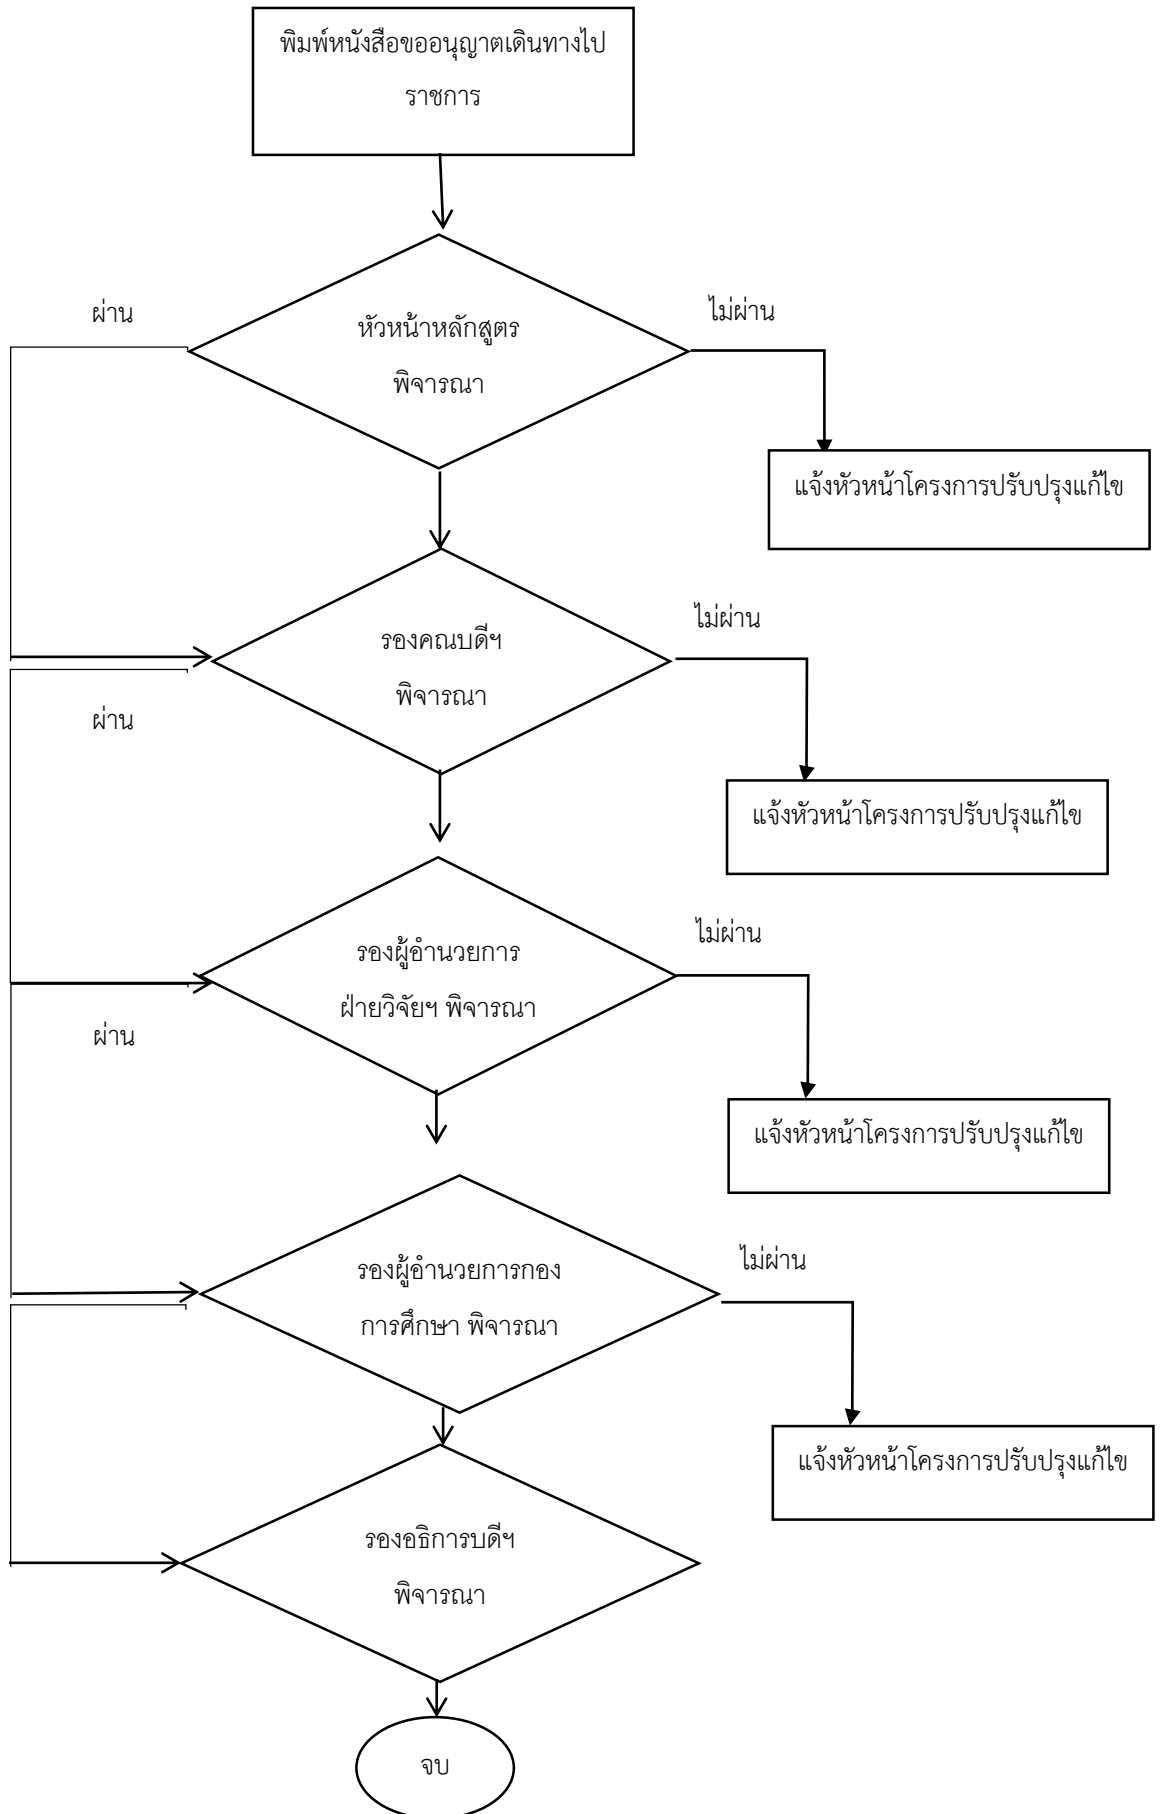 พิมพ์หนังสือขออนุญาตเดินทางไป
ราชการ
ผ่าน
ไม่ผ่าน
หัวหน้าหลักสูตร
พิจารณา
แจ้งหัวหน้าโครงการปรับปรุงแก้ไข
ไม่ผ่าน
รองคณบดีฯ
พิจารณา
ผ่าน
แจ้งหัวหน้าโครงการปรับปรุงแก้ไข
ไม่ผ่าน
รองผู้อำนวยการ
ฝ่ายวิจัยฯ พิจารณา
ผ่าน
แจ้งหัวหน้าโครงการปรับปรุงแก้ไข
ไม่ผ่าน
รองผู้อำนวยการกอง
การศึกษา พิจารณา
แจ้งหัวหน้าโครงการปรับปรุงแก้ไข
รองอธิการบดีฯ
พิจารณา
จบ